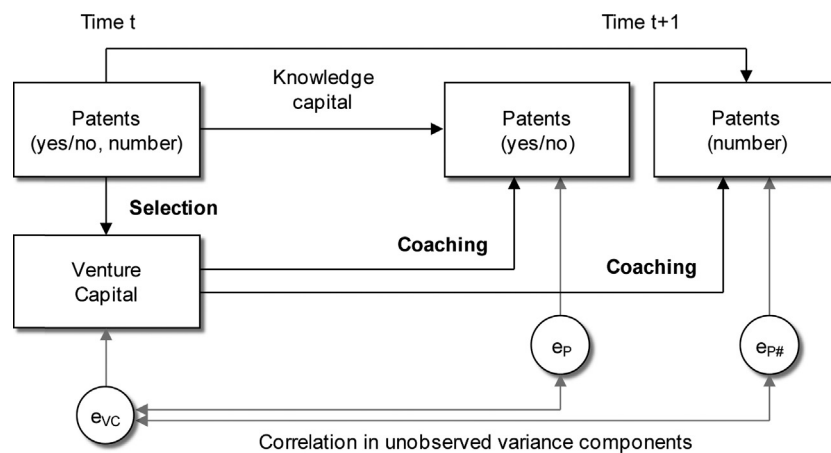 Time t
Time t+1
Knowledge
capital
Patents
(yes/no, number)
Patents
(yes/no)
Patents
(number)
Selection
Venture
Capital
Coaching
Coaching
eP
eP#
eVC
Correlation in unobserved variance components